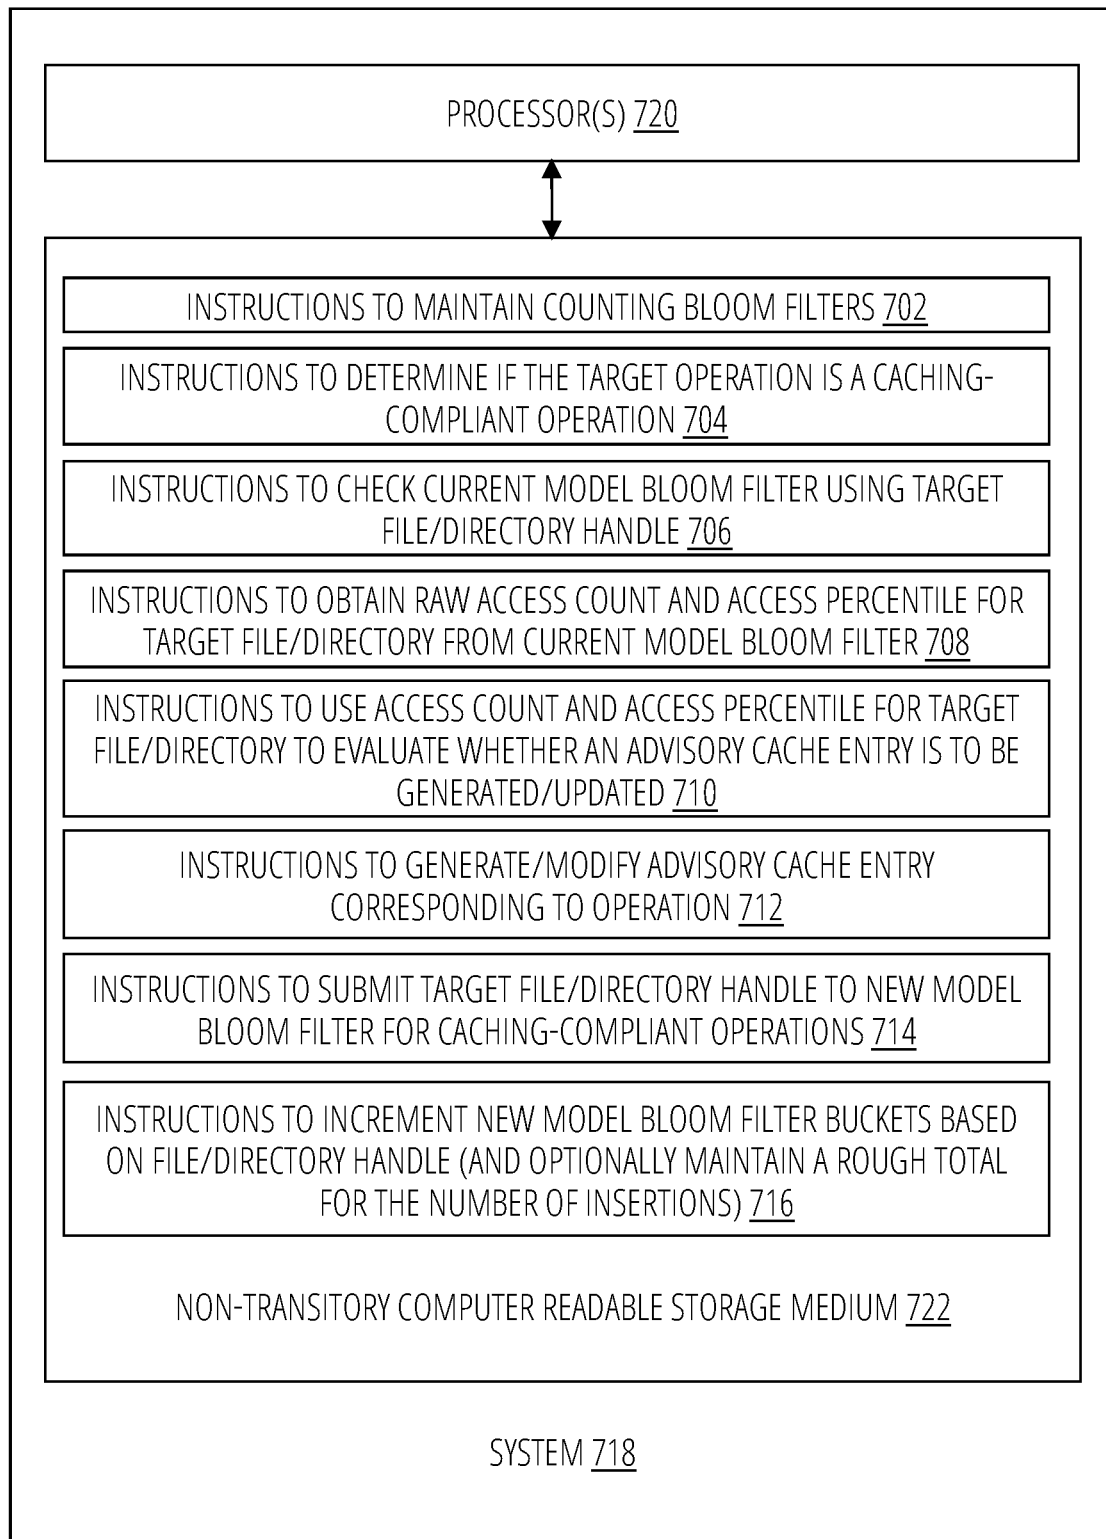 PROCESSOR(S) 720
INSTRUCTIONS TO MAINTAIN COUNTING BLOOM FILTERS 702
INSTRUCTIONS TO DETERMINE IF THE TARGET OPERATION IS A CACHING-
COMPLIANT OPERATION 704
INSTRUCTIONS TO CHECK CURRENT MODEL BLOOM FILTER USING TARGET
FILE/DIRECTORY HANDLE 706
INSTRUCTIONS TO OBTAIN RAW ACCESS COUNT AND ACCESS PERCENTILE FOR
TARGET FILE/DIRECTORY FROM CURRENT MODEL BLOOM FILTER 708
INSTRUCTIONS TO USE ACCESS COUNT AND ACCESS PERCENTILE FOR TARGET
FILE/DIRECTORY TO EVALUATE WHETHER AN ADVISORY CACHE ENTRY IS TO BE
GENERATED/UPDATED 710
INSTRUCTIONS TO GENERATE/MODIFY ADVISORY CACHE ENTRY
CORRESPONDING TO OPERATION 712
INSTRUCTIONS TO SUBMIT TARGET FILE/DIRECTORY HANDLE TO NEW MODEL
BLOOM FILTER FOR CACHING-COMPLIANT OPERATIONS 714
INSTRUCTIONS TO INCREMENT NEW MODEL BLOOM FILTER BUCKETS BASED
ON FILE/DIRECTORY HANDLE (AND OPTIONALLY MAINTAIN A ROUGH TOTAL
FOR THE NUMBER OF INSERTIONS) 716
NON-TRANSITORY COMPUTER READABLE STORAGE MEDIUM 722
SYSTEM 718